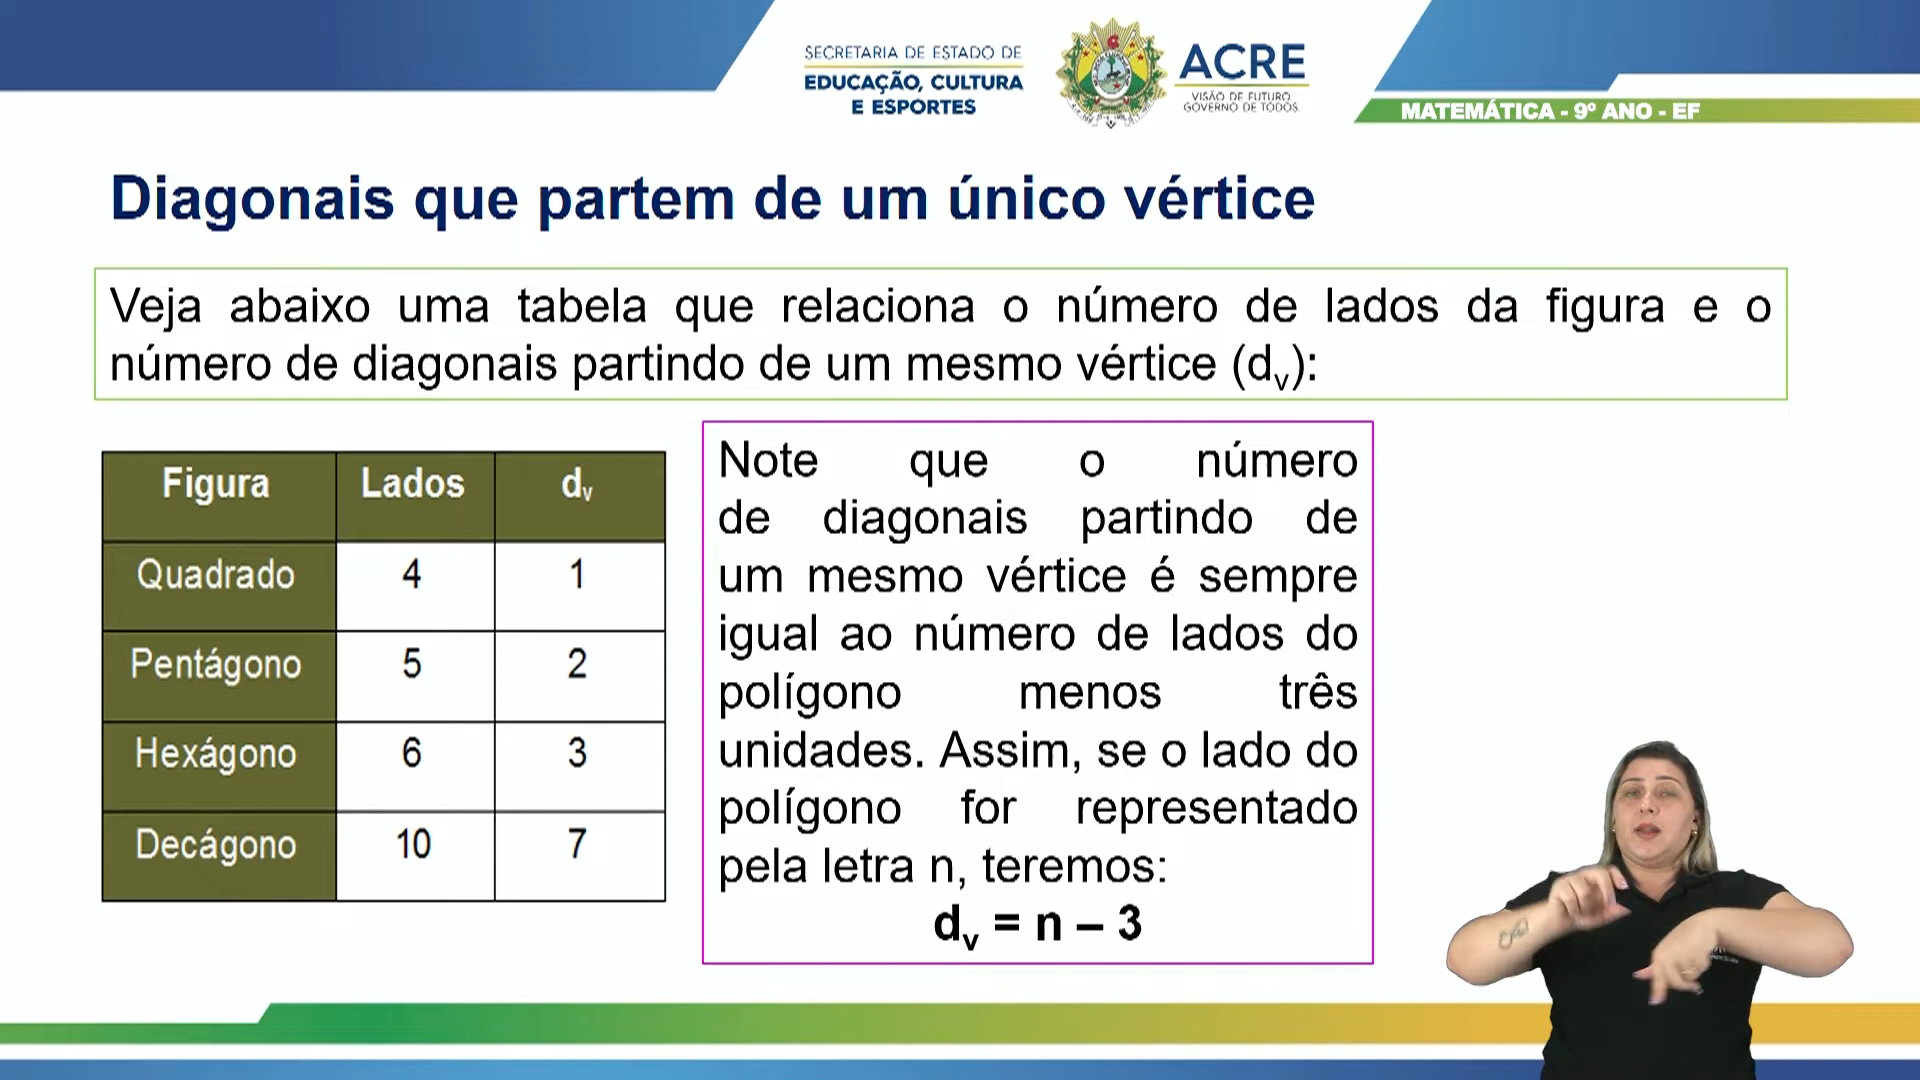 SECRETARIA DE ESTADO DE
EDUCAÇÃO, CULTURA
E ESPORTES
ACRE
VISÃO DE FUTURO
GOVERNO DE TODOS
MATEMÁTICA - 9º ANO - EF
Diagonais que partem de um único vértice
Veja abaixo uma tabela que relaciona o número de lados da figura e o
número de diagonais partindo de um mesmo vértice (dᵥ):
Figura Lados dᵥ
Quadrado 4 1
Pentágono 5 2
Hexágono 6 3
Decágono 10 7
Note que o número
de diagonais partindo de
um mesmo vértice é sempre
igual ao número de lados do
polígono menos três
unidades. Assim, se o lado do
polígono for representado
pela letra n, teremos:
dᵥ = n – 3